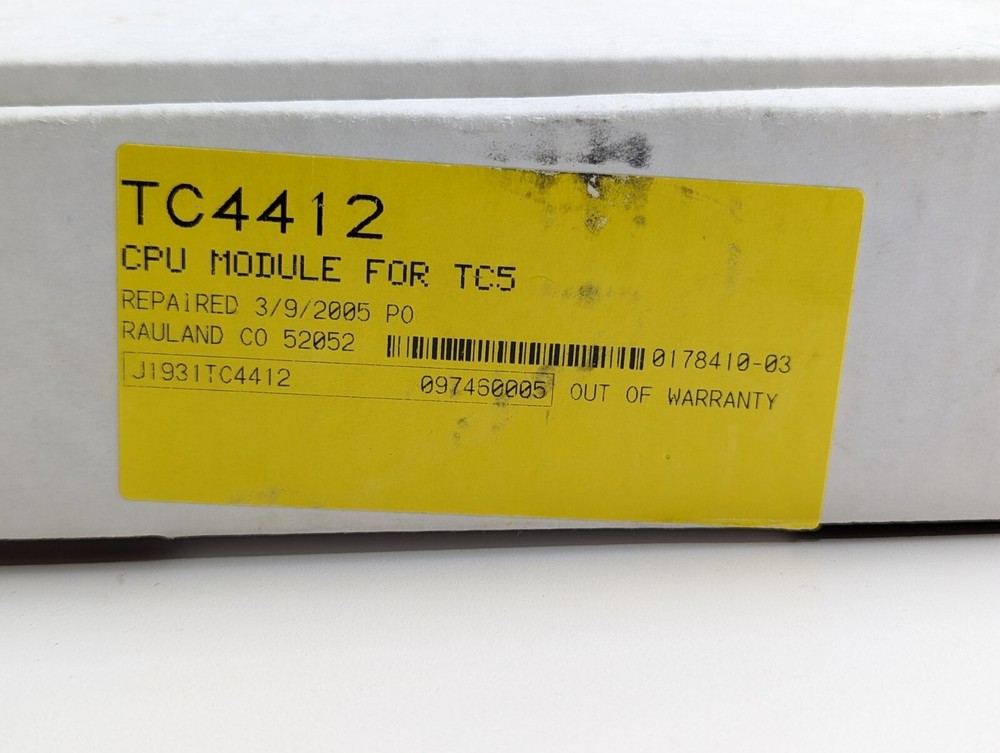 TC4412
CPU MODULE FOR TC5
REPAIRED 3/9/2005 PO
RAULAND CO 52052 0178410-03
J1931TC4412 097460005 OUT OF WARRANTY